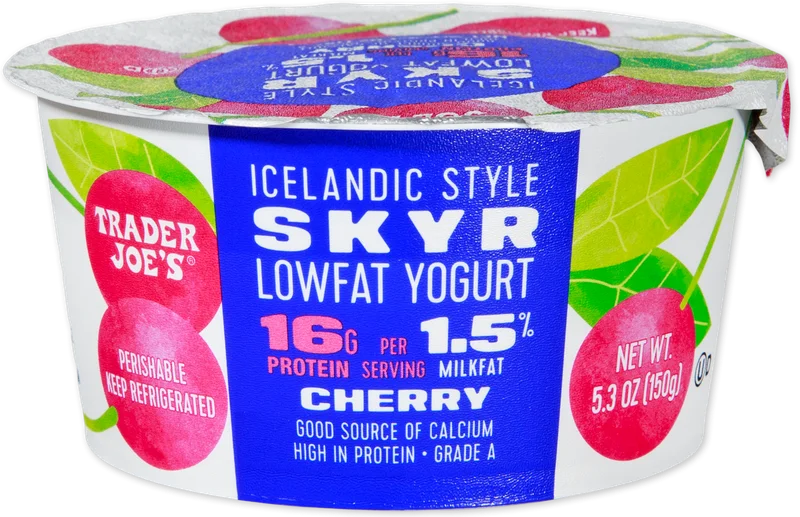 ICELANDIC STYLE
SKYR
LOWFAT YOGURT
ICELANDIC STYLE
SKYR
LOWFAT YOGURT
16G PER 1.5%
PROTEIN SERVING MILKFAT
CHERRY
GOOD SOURCE OF CALCIUM
HIGH IN PROTEIN • GRADE A
TRADER
JOE'S®
PERISHABLE
KEEP REFRIGERATED
NET WT.
5.3 OZ (150g)